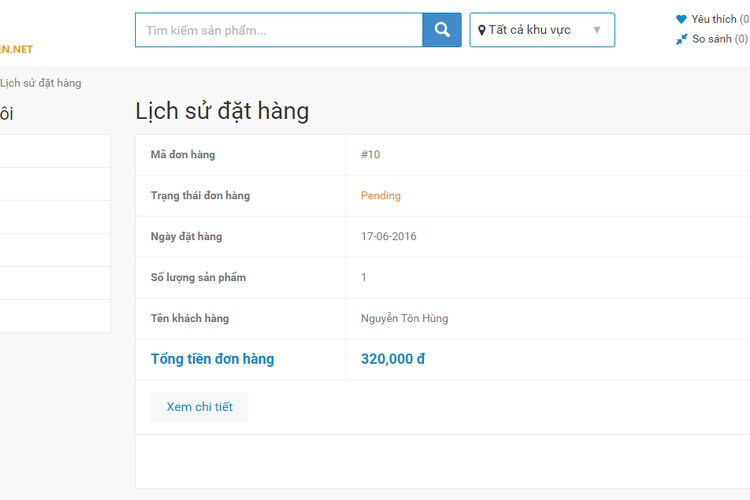 Tìm kiếm sản phẩm...
Tất cả khu vực
Yêu thích (0
So sánh (0)
EN.NET
Lịch sử đặt hàng
ôi
Lịch sử đặt hàng
Mã đơn hàng #10
Trạng thái đơn hàng Pending
Ngày đặt hàng 17-06-2016
Số lượng sản phẩm 1
Tên khách hàng Nguyễn Tôn Hùng
Tổng tiền đơn hàng 320,000 đ
Xem chi tiết